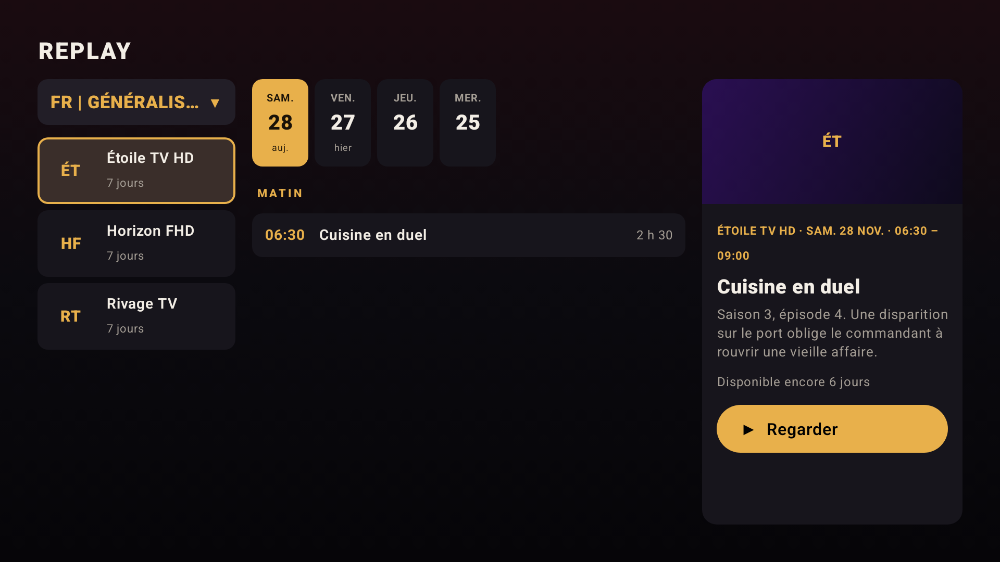 REPLAY
FR | GÉNÉRALIS… ▼
ÉT
Étoile TV HD
7 jours
HF
Horizon FHD
7 jours
RT
Rivage TV
7 jours
SAM.
28
auj.
VEN.
27
hier
JEU.
26
MER.
25
MATIN
06:30 Cuisine en duel 2 h 30
ÉT
ÉTOILE TV HD · SAM. 28 NOV. · 06:30 –
09:00
Cuisine en duel
Saison 3, épisode 4. Une disparition
sur le port oblige le commandant à
rouvrir une vieille affaire.
Disponible encore 6 jours
► Regarder